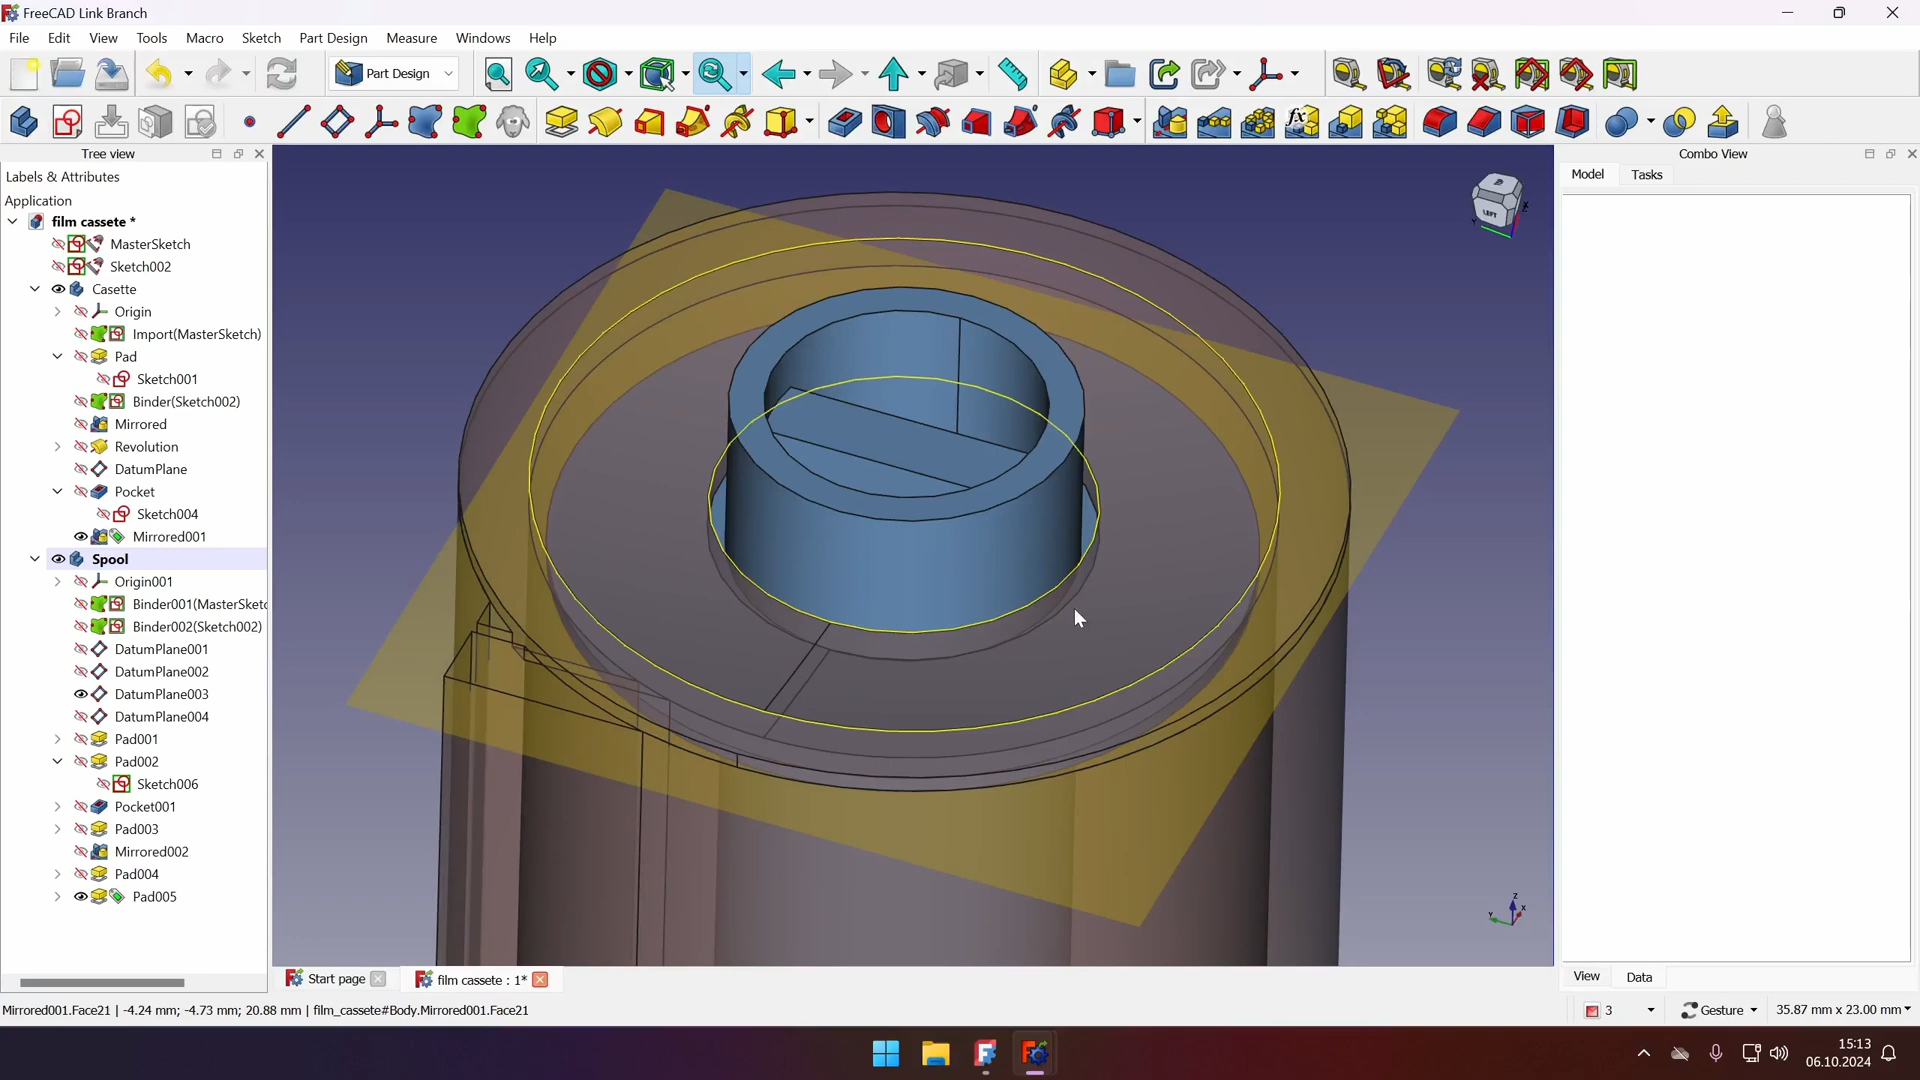 FreeCAD Link Branch
File Edit View Tools Macro Sketch Part Design Measure Windows Help
Part Design
Tree view
Labels & Attributes
Application
film cassete *
MasterSketch
Sketch002
Casette
Origin
Import(MasterSketch)
Pad
Sketch001
Binder(Sketch002)
Mirrored
Revolution
DatumPlane
Pocket
Sketch004
Mirrored001
Spool
Origin001
Binder001(MasterSketc
Binder002(Sketch002)
DatumPlane001
DatumPlane002
DatumPlane003
DatumPlane004
Pad001
Pad002
Sketch006
Pocket001
Pad003
Mirrored002
Pad004
Pad005
LEFT
Z
Y
X
Start page
film cassete : 1*
Combo View
Model Tasks
View Data
Mirrored001.Face21 | -4.24 mm; -4.73 mm; 20.88 mm | film_cassete#Body.Mirrored001.Face21
3
Gesture
35.87 mm x 23.00 mm
15:13
06.10.2024